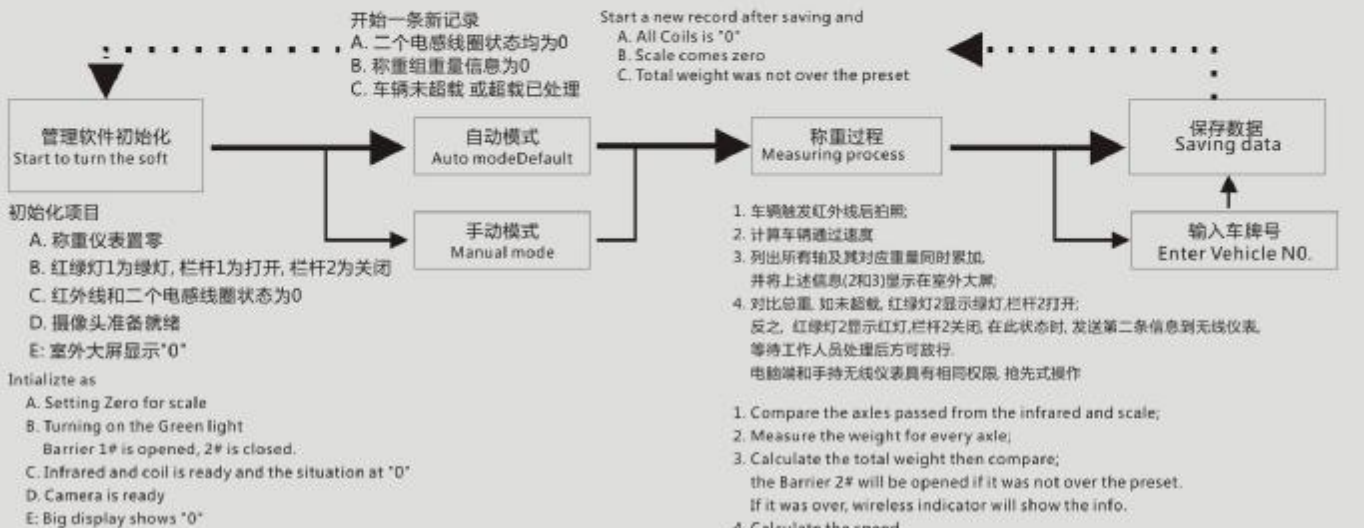 开始一条新记录
A. 二个电感线圈状态均为0
B. 称重组重量信息为0
C. 车辆未超载 或超载已处理
Start a new record after saving and
A. All Coils is "0"
B. Scale comes zero
C. Total weight was not over the preset
管理软件初始化
Start to turn the soft
自动模式
Auto modeDefault
手动模式
Manual mode
称重过程
Measuring process
保存数据
Saving data
输入车牌号
Enter Vehicle N0.
初始化项目
A. 称重仪表置零
B. 红绿灯1为绿灯, 栏杆1为打开, 栏杆2为关闭
C. 红外线和二个电感线圈状态为0
D. 摄像头准备就绪
E: 室外大屏显示"0"
Intializte as
A. Setting Zero for scale
B. Turning on the Green light
Barrier 1# is opened, 2# is closed.
C. Infrared and coil is ready and the situation at "0"
D. Camera is ready
E: Big display shows "0"
1. 车辆触发红外线后拍照;
2. 计算车辆通过速度
3. 列出所有轴及其对应重量同时累加,
并将上述信息(2和3)显示在室外大屏;
4. 对比总重, 如未超载, 红绿灯2显示绿灯,栏杆2打开;
反之, 红绿灯2显示红灯,栏杆2关闭, 在此状态时, 发送第二条信息到无线仪表,
等待工作人员处理后方可放行.
电脑端和手持无线仪表具有相同权限, 抢先式操作
1. Compare the axles passed from the infrared and scale;
2. Measure the weight for every axle;
3. Calculate the total weight then compare;
the Barrier 2# will be opened if it was not over the preset.
If it was over, wireless indicator will show the info.
4. Calculate the speed